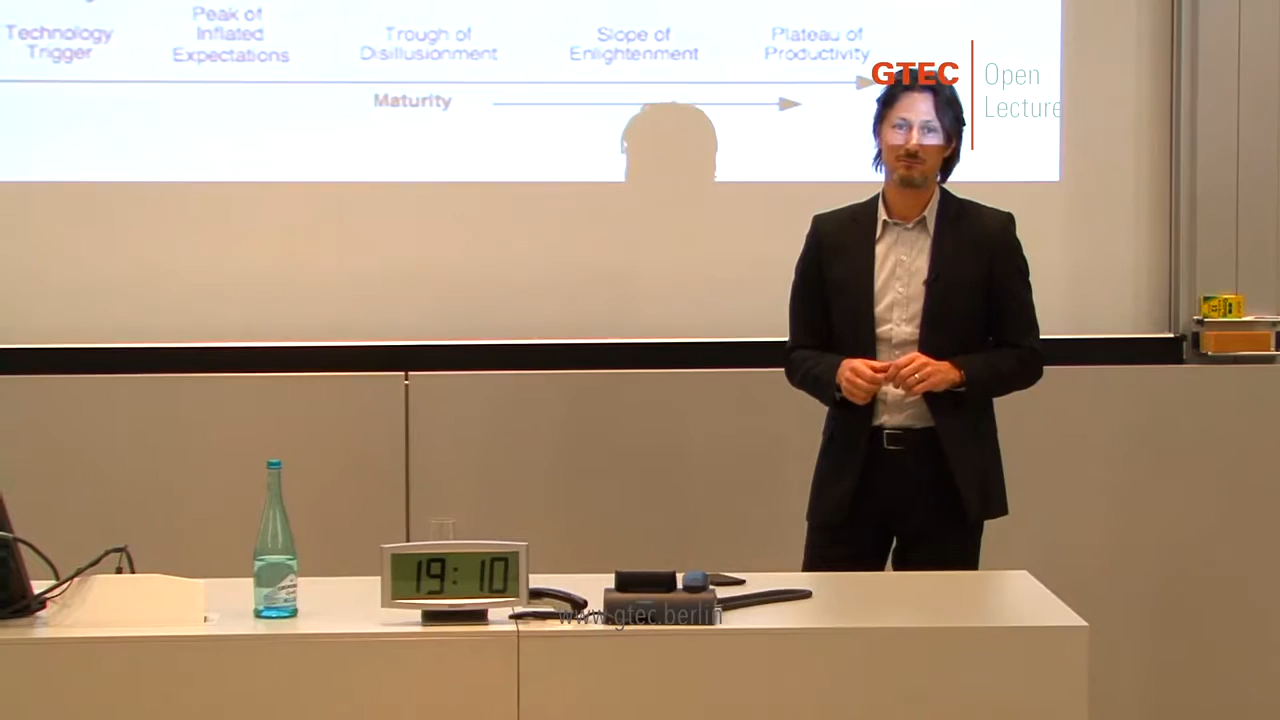 Technology
Trigger
Peak of
Inflated
Expectations
Trough of
Disillusionment
Slope of
Enlightenment
Plateau of
Productivity
Maturity
GTEC
Open
Lecture
19:10
www.gtec.berlin